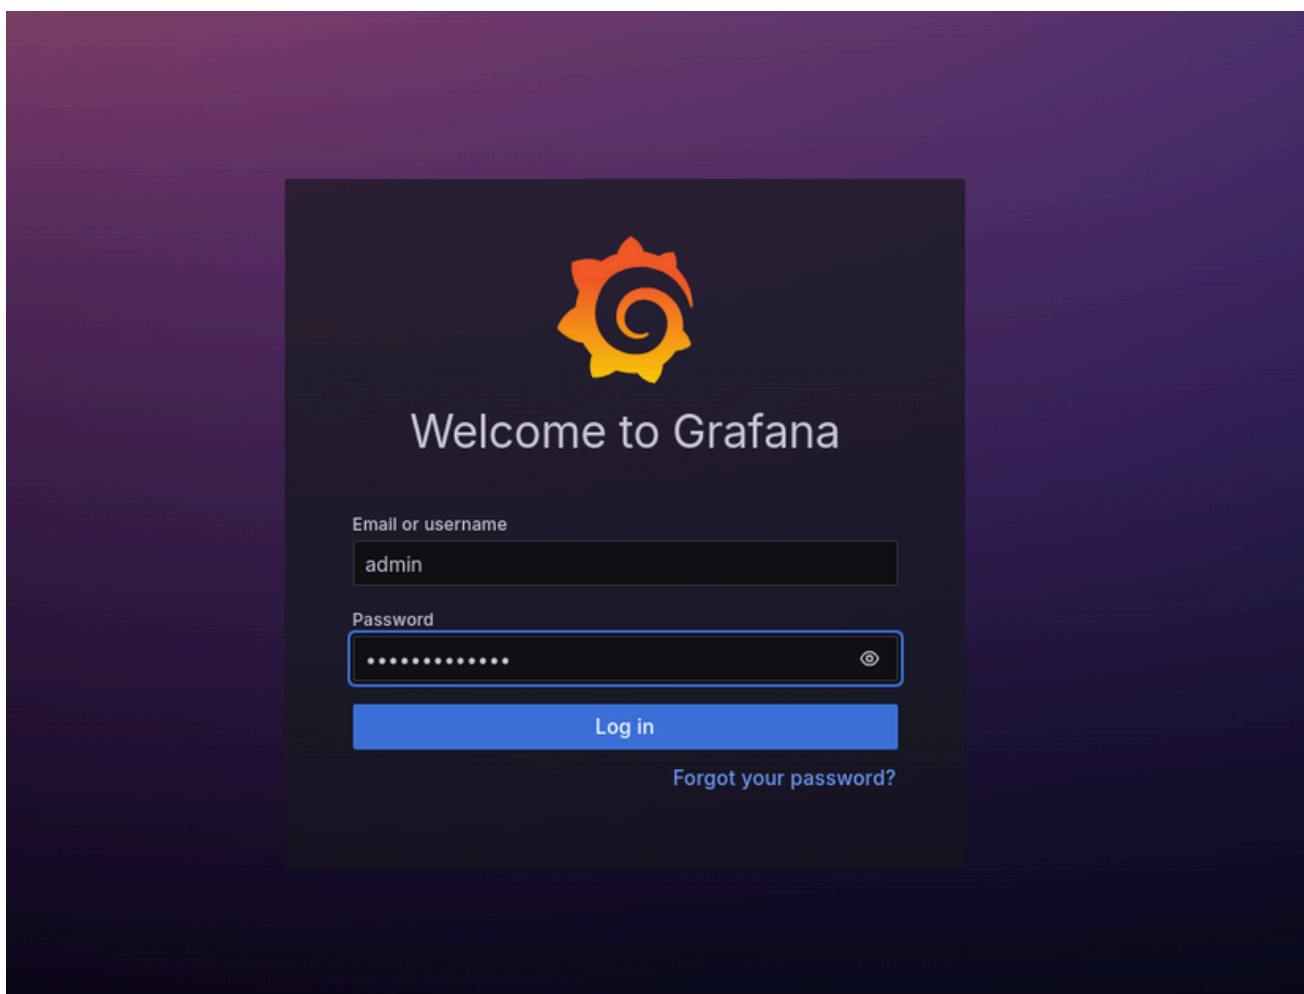 Welcome to Grafana
Email or username
admin
Password
•••••••••••••
Log in
Forgot your password?